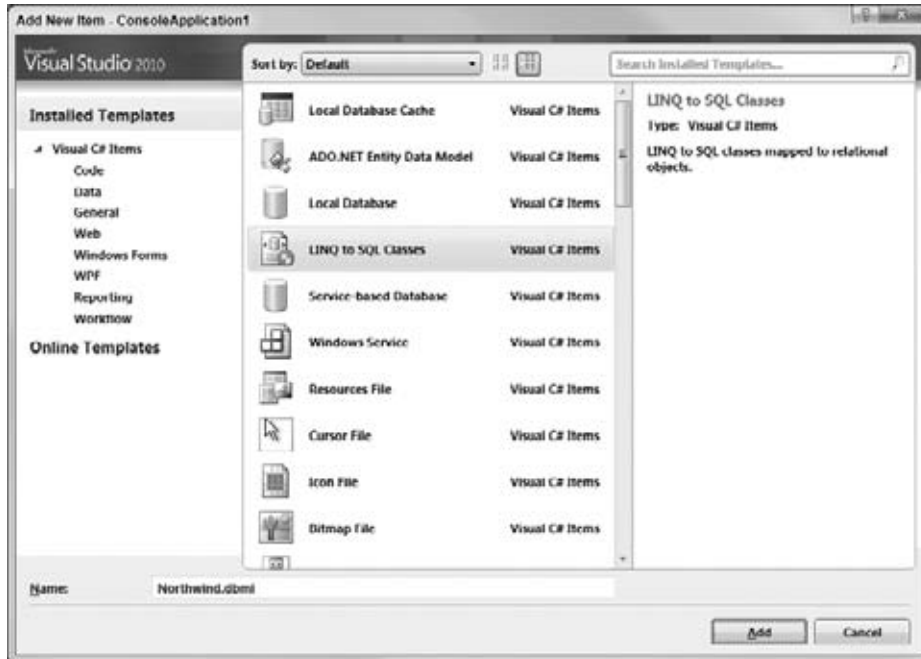 Add New Item - ConsoleApplication1
Microsoft
Visual Studio 2010
Sort by: Default
Search Installed Templates...
Installed Templates
Visual C# Items
Code
Data
General
Web
Windows Forms
WPF
Reporting
Workflow
Online Templates
Local Database Cache Visual C# Items
ADO.NET Entity Data Model Visual C# Items
Local Database Visual C# Items
LINQ to SQL Classes Visual C# Items
Service-based Database Visual C# Items
Windows Service Visual C# Items
Resources File Visual C# Items
Cursor File Visual C# Items
Icon File Visual C# Items
Bitmap File Visual C# Items
LINQ to SQL Classes
Type: Visual C# Items
LINQ to SQL classes mapped to relational
objects.
Name: Northwind.dbml
Add Cancel